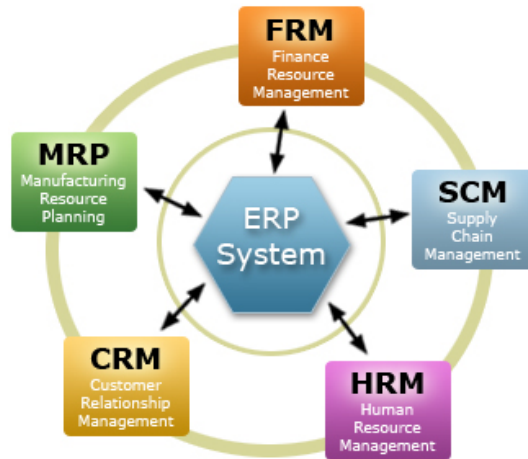 FRM
Finance
Resource
Management
MRP
Manufacturing
Resource
Planning
ERP
System
SCM
Supply
Chain
Management
CRM
Customer
Relationship
Management
HRM
Human
Resource
Management